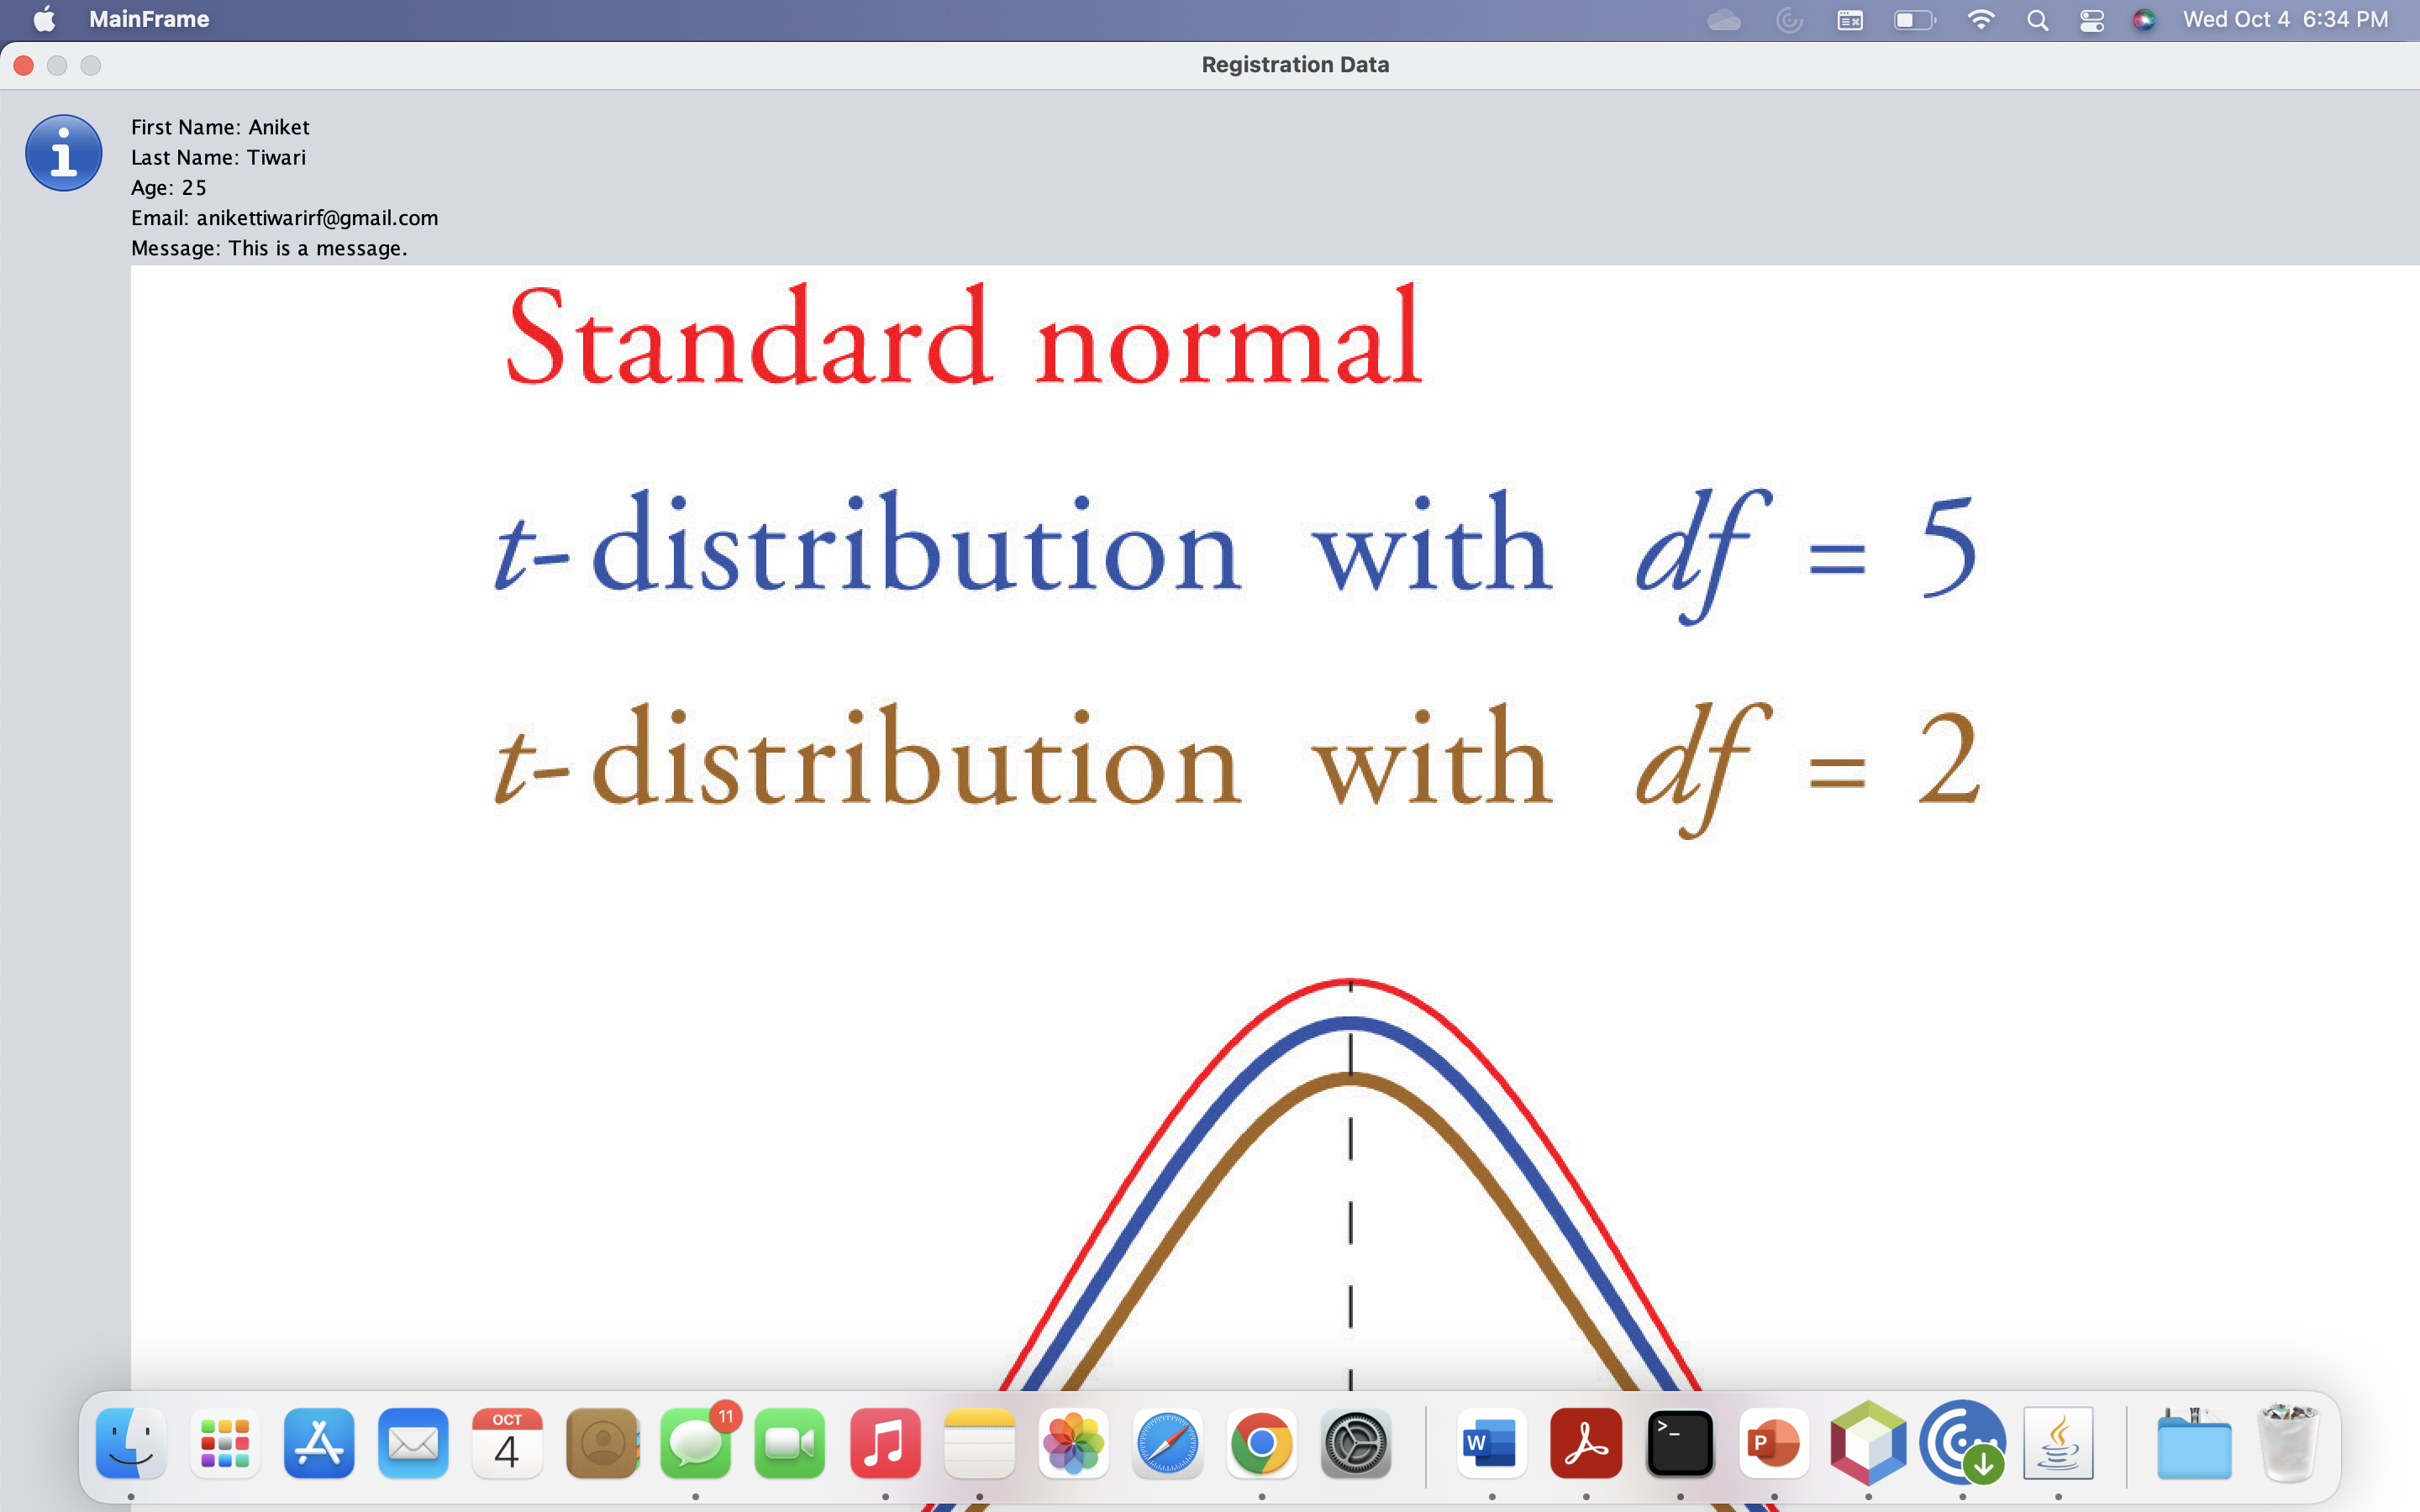 MainFrame
Wed Oct 4 6:34 PM
Registration Data
First Name: Aniket
Last Name: Tiwari
Age: 25
Email: anikettiwarirf@gmail.com
Message: This is a message.
Standard normal
t-distribution with df = 5
t-distribution with df = 2
11
OCT
4
W
>_
P